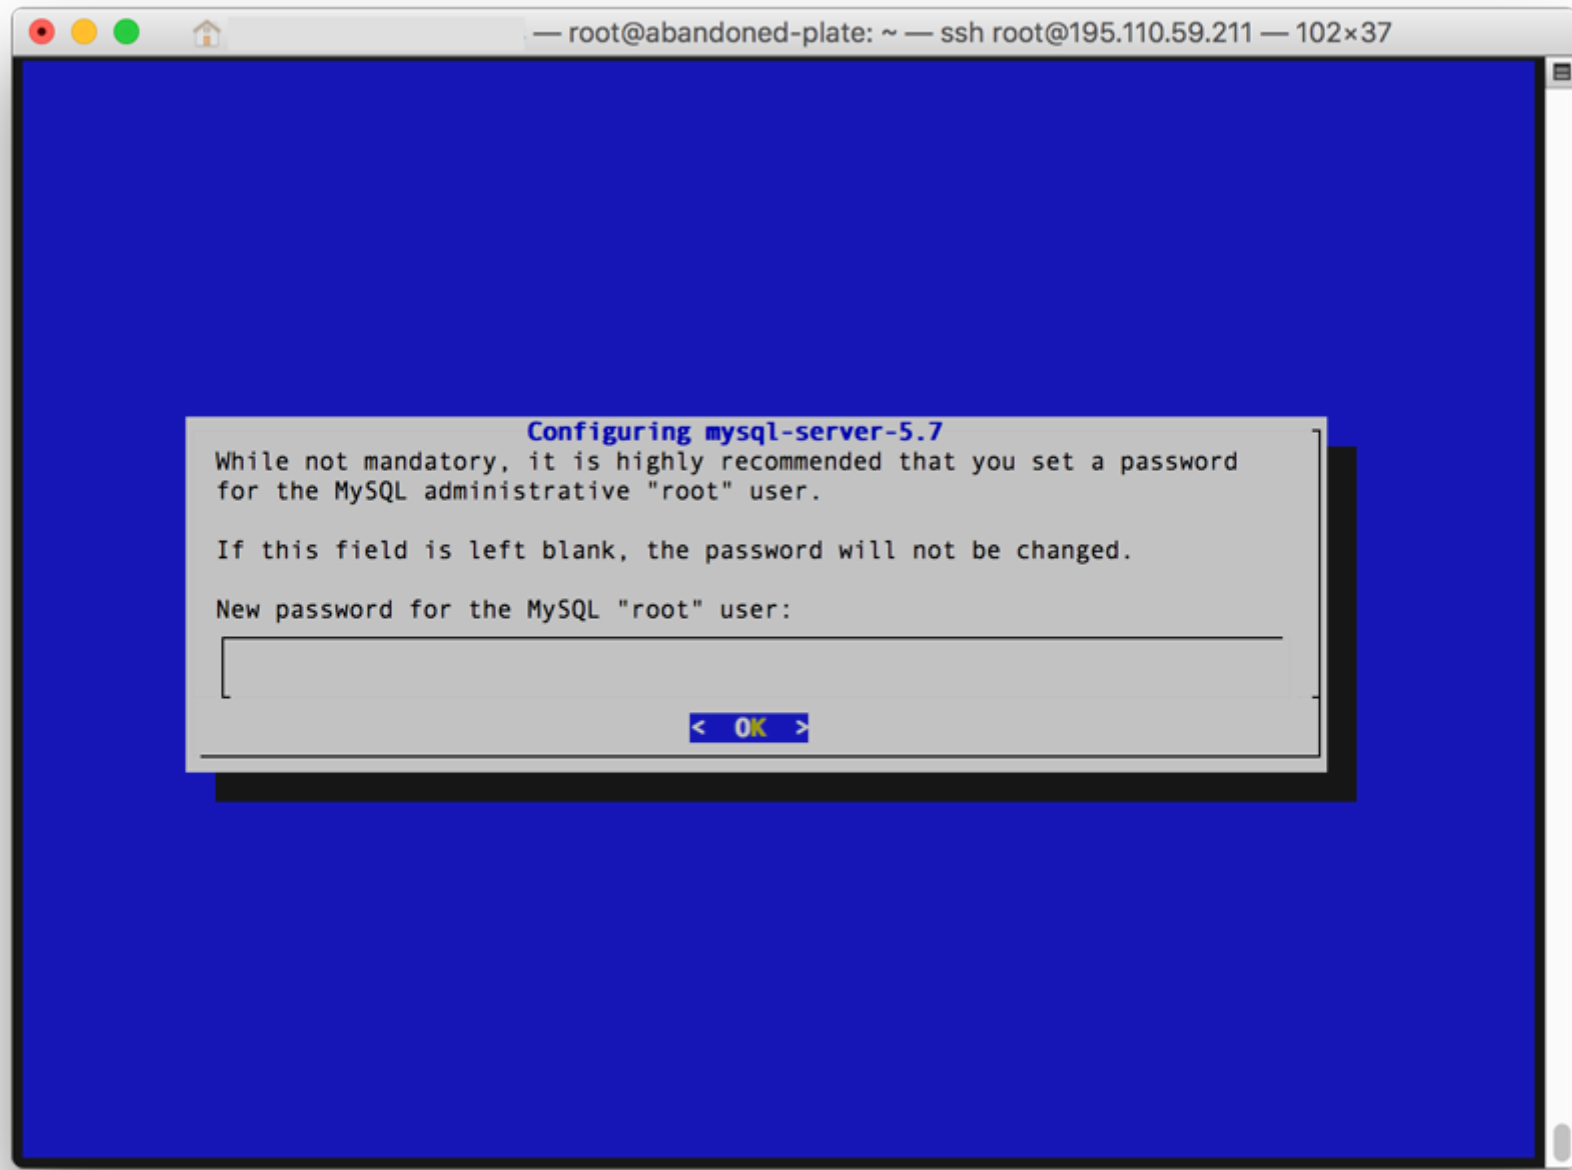 — root@abandoned-plate: ~ — ssh root@195.110.59.211 — 102×37
Configuring mysql-server-5.7
While not mandatory, it is highly recommended that you set a password
for the MySQL administrative "root" user.
If this field is left blank, the password will not be changed.
New password for the MySQL "root" user:
< OK >